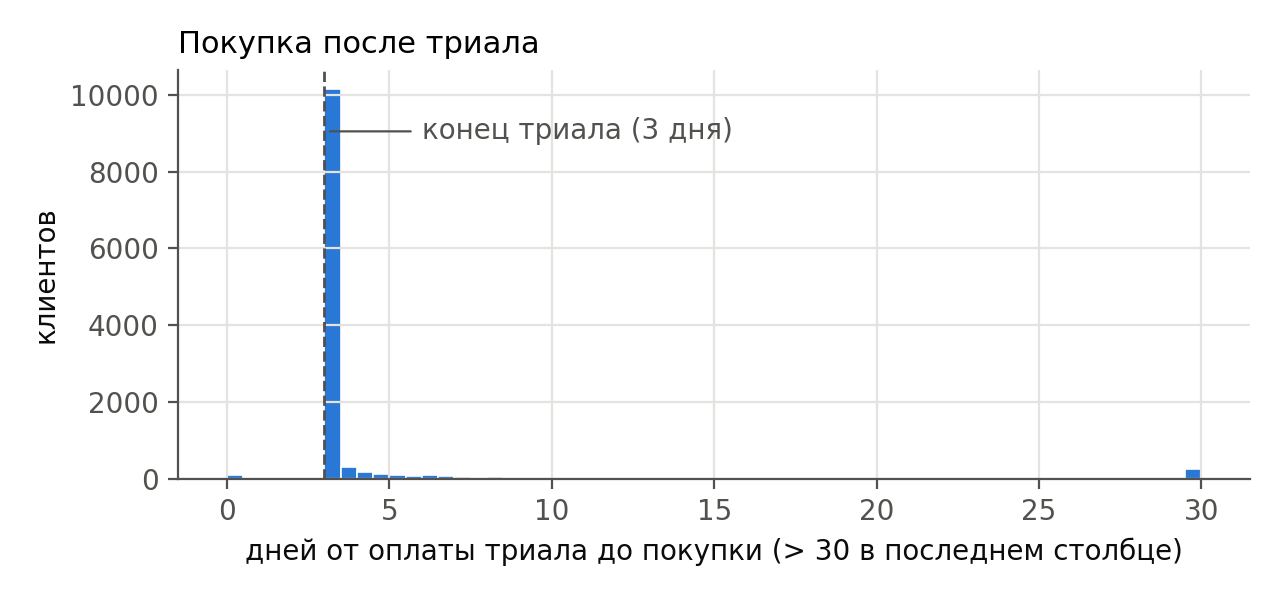 Покупка после триала
10000
8000
6000
4000
2000
0
клиентов
конец триала (3 дня)
0 5 10 15 20 25 30
дней от оплаты триала до покупки (> 30 в последнем столбце)